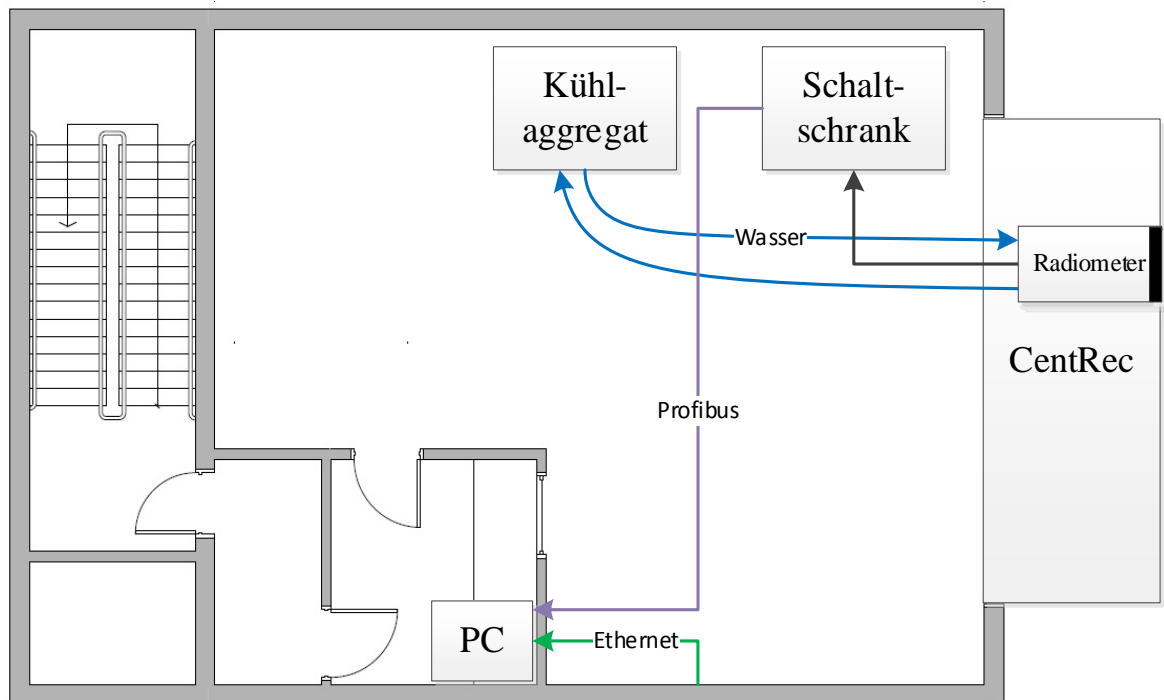 Kühl-
aggregat
Schalt-
schrank
Wasser
Radiometer
CentRec
Profibus
PC
Ethernet